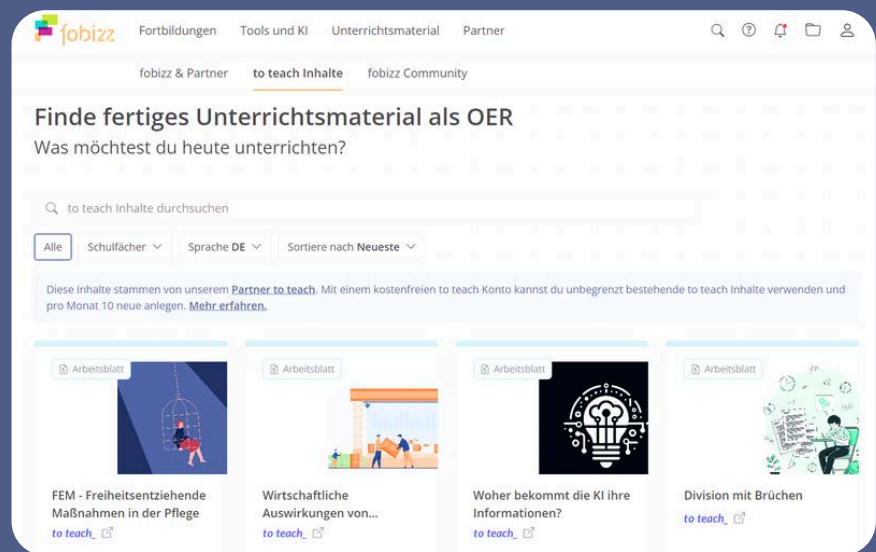 fobizz Fortbildungen Tools und KI Unterrichtsmaterial Partner
fobizz & Partner to teach Inhalte fobizz Community
Finde fertiges Unterrichtsmaterial als OER
Was möchtest du heute unterrichten?
to teach Inhalte durchsuchen
Alle Schulfächer Sprache DE Sortiere nach Neueste
Diese Inhalte stammen von unserem Partner to teach. Mit einem kostenfreien to teach Konto kannst du unbegrenzt bestehende to teach Inhalte verwenden und
pro Monat 10 neue anlegen. Mehr erfahren.
Arbeitsblatt
FEM - Freiheitsentziehende
Maßnahmen in der Pflege
to teach_
Arbeitsblatt
Wirtschaftliche
Auswirkungen von...
to teach_
Arbeitsblatt
Woher bekommt die KI ihre
Informationen?
to teach_
Arbeitsblatt
Division mit Brüchen
to teach_